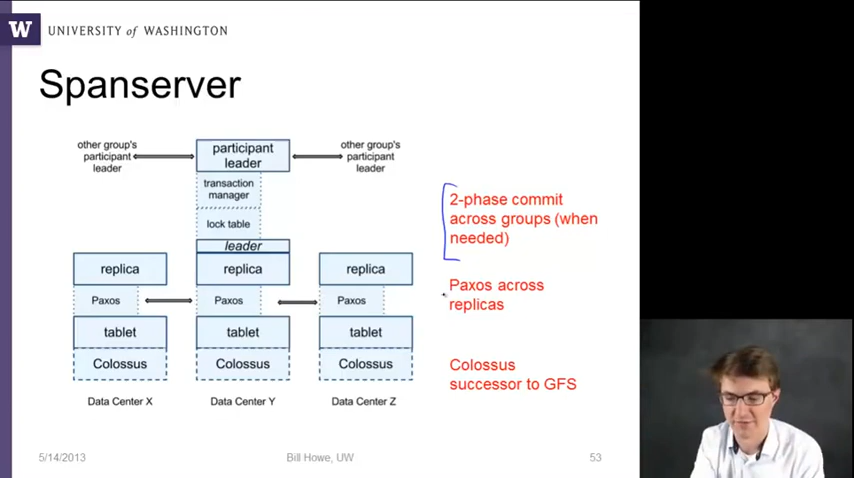 W UNIVERSITY of WASHINGTON
Spanserver
other group's
participant
leader
participant
leader
other group's
participant
leader
transaction
manager
lock table
leader
replica
replica
replica
Paxos
Paxos
Paxos
tablet
tablet
tablet
Colossus
Colossus
Colossus
Data Center X
Data Center Y
Data Center Z
2-phase commit
across groups (when
needed)
Paxos across
replicas
Colossus
successor to GFS
5/14/2013
Bill Howe, UW
53